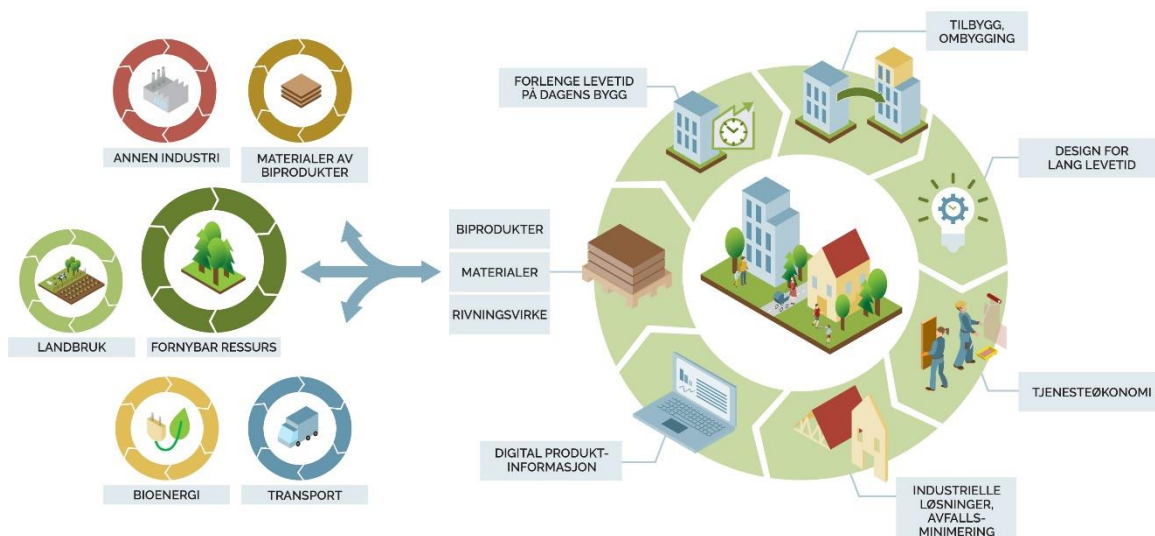 ANNEN INDUSTRI
MATERIALER AV
BIPRODUKTER
LANDBRUK
FORNYBAR RESSURS
BIOENERGI
TRANSPORT
BIPRODUKTER
MATERIALER
RIVNINGSVIRKE
FORLENGE LEVETID
PÅ DAGENS BYGG
TILBYGG,
OMBYGGING
DESIGN FOR
LANG LEVETID
TJENESTEØKONOMI
INDUSTRIELLE
LØSNINGER,
AVFALLS-
MINIMERING
DIGITAL PRODUKT-
INFORMASJON